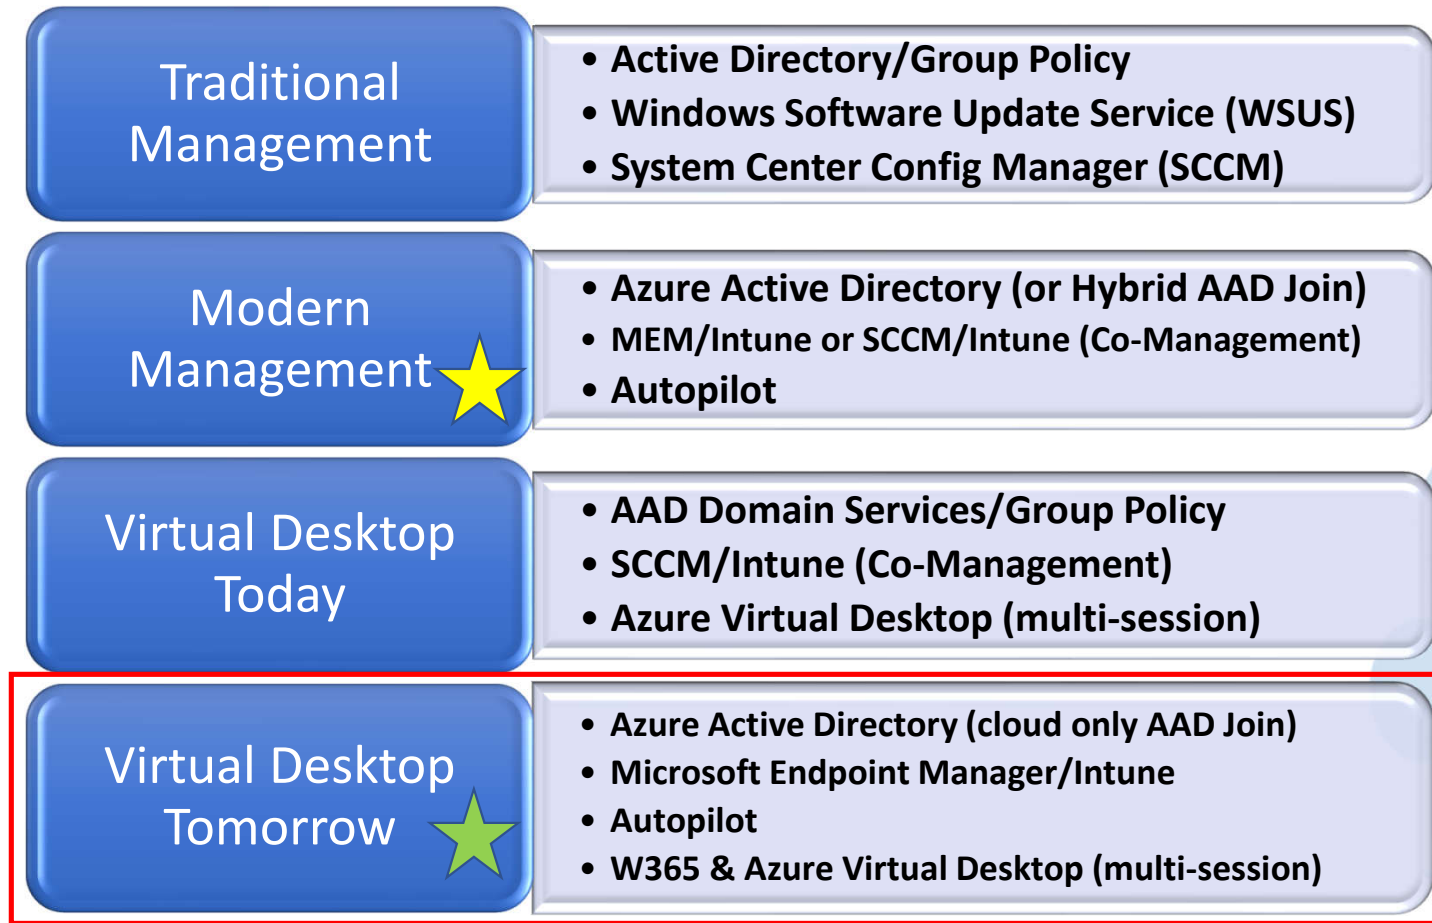 Traditional
Management
• Active Directory/Group Policy
• Windows Software Update Service (WSUS)
• System Center Config Manager (SCCM)
Modern
Management
• Azure Active Directory (or Hybrid AAD Join)
• MEM/Intune or SCCM/Intune (Co-Management)
• Autopilot
Virtual Desktop
Today
• AAD Domain Services/Group Policy
• SCCM/Intune (Co-Management)
• Azure Virtual Desktop (multi-session)
Virtual Desktop
Tomorrow
• Azure Active Directory (cloud only AAD Join)
• Microsoft Endpoint Manager/Intune
• Autopilot
• W365 & Azure Virtual Desktop (multi-session)